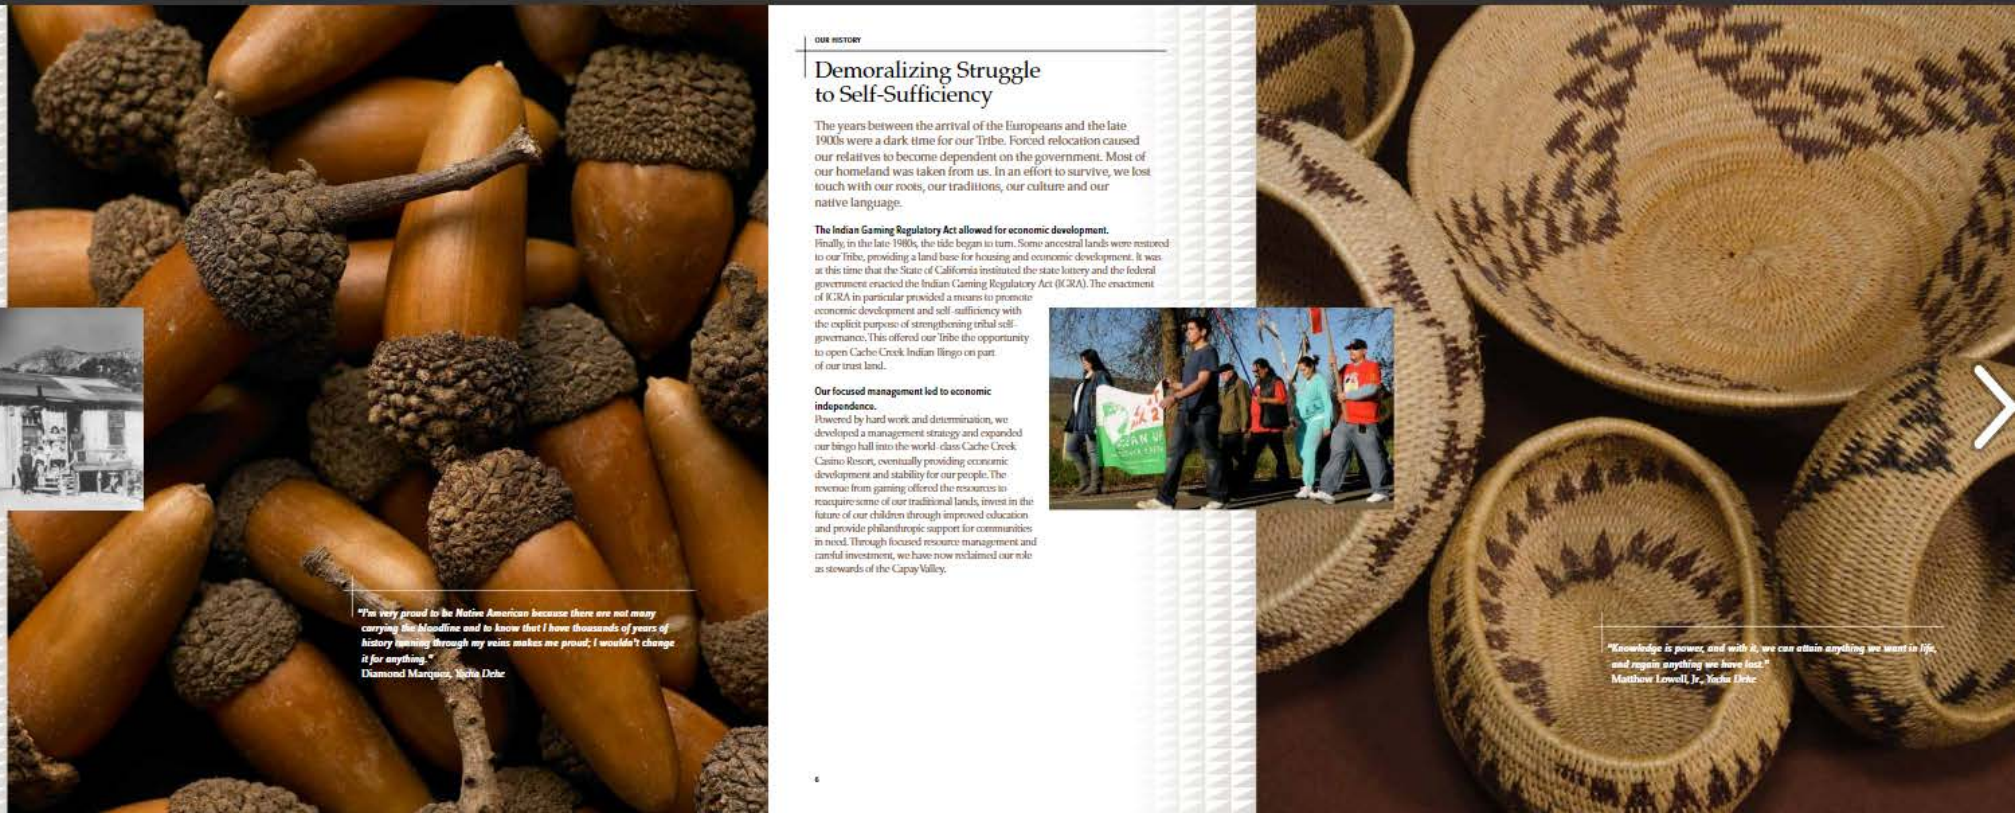 "I'm very proud to be Native American because there are not many
carrying the bloodline and to know that I have thousands of years of
history running through my veins makes me proud; I wouldn't change
it for anything."
Diamond Marquez, Yocha Dehe
OUR HISTORY
Demoralizing Struggle
to Self-Sufficiency
The years between the arrival of the Europeans and the late
1900s were a dark time for our Tribe. Forced relocation caused
our relatives to become dependent on the government. Most of
our homeland was taken from us. In an effort to survive, we lost
touch with our roots, our traditions, our culture and our
native language.
The Indian Gaming Regulatory Act allowed for economic development.
Finally, in the late 1980s, the tide began to turn. Some ancestral lands were restored
to our Tribe, providing a land base for housing and economic development. It was
at this time that the State of California instituted the state lottery and the federal
government enacted the Indian Gaming Regulatory Act (IGRA). The enactment
of IGRA in particular provided a means to promote
economic development and self-sufficiency with
the explicit purpose of strengthening tribal self-
governance. This offered our Tribe the opportunity
to open Cache Creek Indian Bingo on part
of our trust land.
Our focused management led to economic
independence.
Powered by hard work and determination, we
developed a management strategy and expanded
our bingo hall into the world-class Cache Creek
Casino Resort, eventually providing economic
development and stability for our people. The
revenue from gaming offered the resources to
reacquire some of our traditional lands, invest in the
future of our children through improved education
and provide philanthropic support for communities
in need. Through focused resource management and
careful investment, we have now reclaimed our role
as stewards of the Capay Valley.
6
"Knowledge is power, and with it, we can attain anything we want in life,
and regain anything we have lost."
Matthew Lowell, Jr., Yocha Dehe